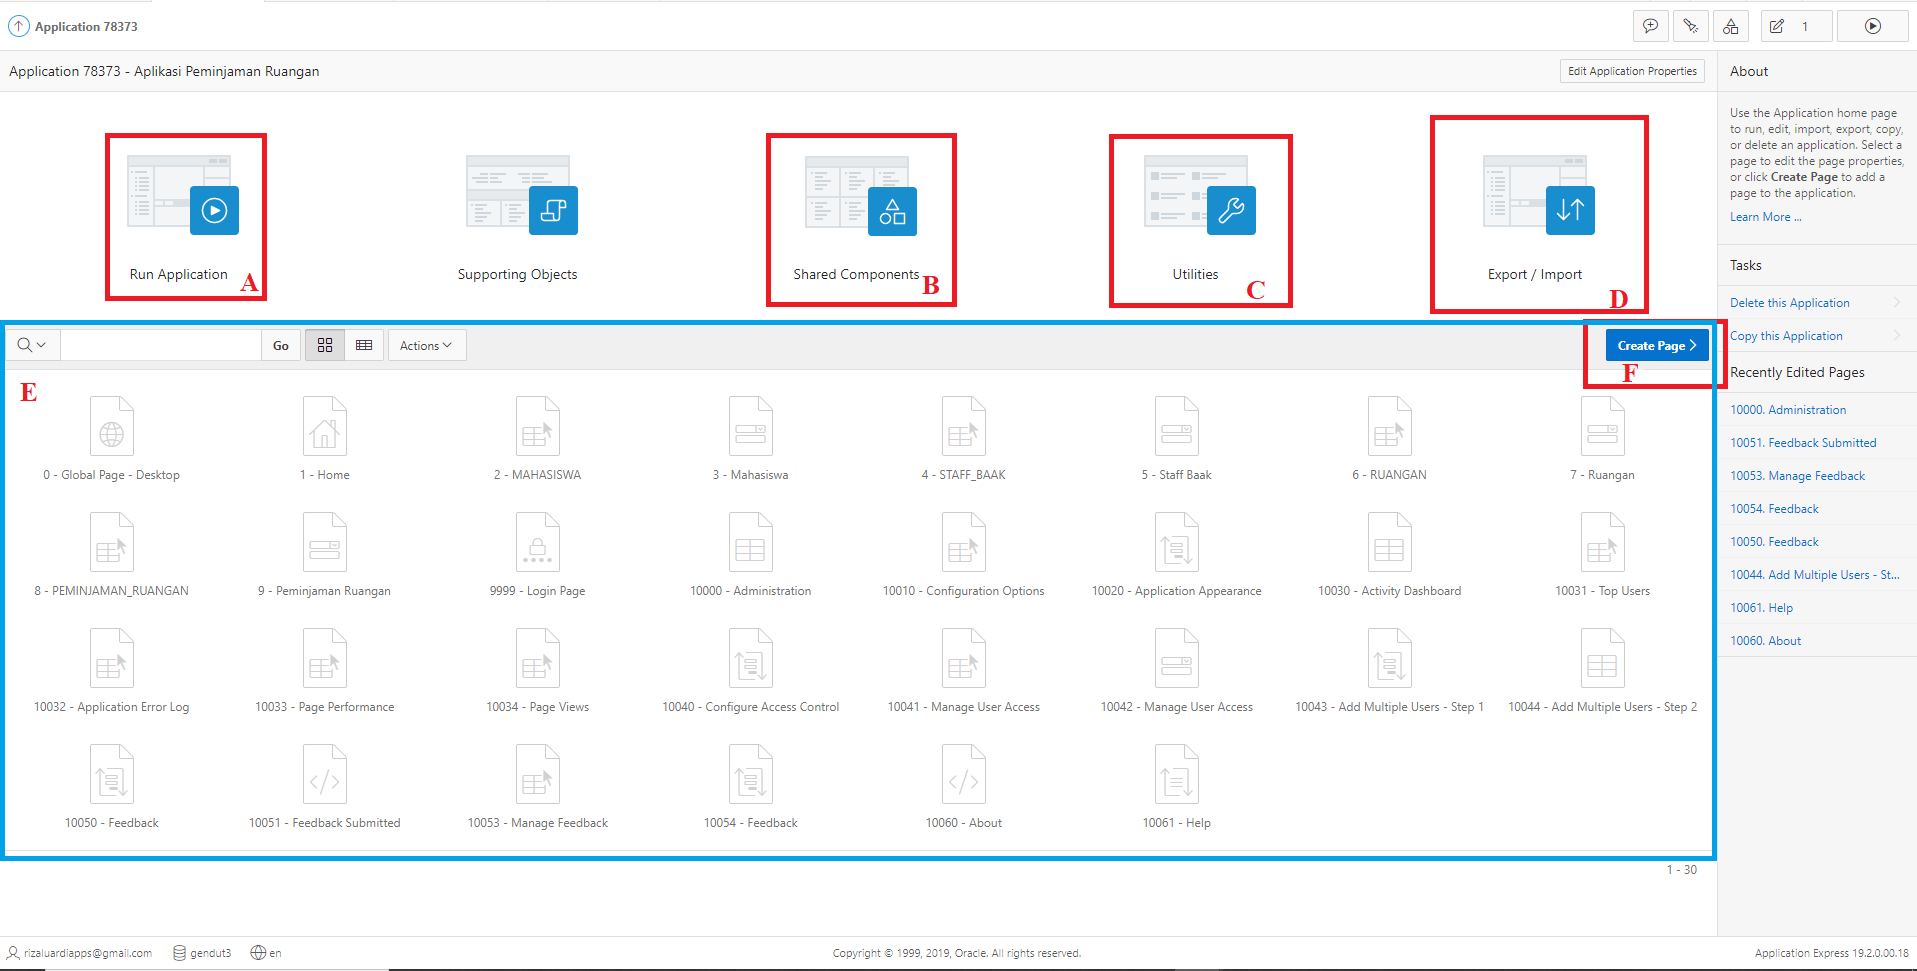 Application 78373
1
Application 78373 - Aplikasi Peminjaman Ruangan
Edit Application Properties
Run Application
A
Supporting Objects
Shared Components
B
Utilities
C
Export / Import
D
Go
Actions
Create Page
F
E
0 - Global Page - Desktop
1 - Home
2 - MAHASISWA
3 - Mahasiswa
4 - STAFF_BAAK
5 - Staff Baak
6 - RUANGAN
7 - Ruangan
8 - PEMINJAMAN_RUANGAN
9 - Peminjaman Ruangan
9999 - Login Page
10000 - Administration
10010 - Configuration Options
10020 - Application Appearance
10030 - Activity Dashboard
10031 - Top Users
10032 - Application Error Log
10033 - Page Performance
10034 - Page Views
10040 - Configure Access Control
10041 - Manage User Access
10042 - Manage User Access
10043 - Add Multiple Users - Step 1
10044 - Add Multiple Users - Step 2
10050 - Feedback
10051 - Feedback Submitted
10053 - Manage Feedback
10054 - Feedback
10060 - About
10061 - Help
1 - 30
About
Use the Application home page
to run, edit, import, export, copy,
or delete an application. Select a
page to edit the page properties,
or click Create Page to add a
page to the application.
Learn More ...
Tasks
Delete this Application
Copy this Application
Recently Edited Pages
10000. Administration
10051. Feedback Submitted
10053. Manage Feedback
10054. Feedback
10050. Feedback
10044. Add Multiple Users - St...
10061. Help
10060. About
rizaluardiapps@gmail.com
gendut3
en
Copyright © 1999, 2019, Oracle. All rights reserved.
Application Express 19.2.0.00.18